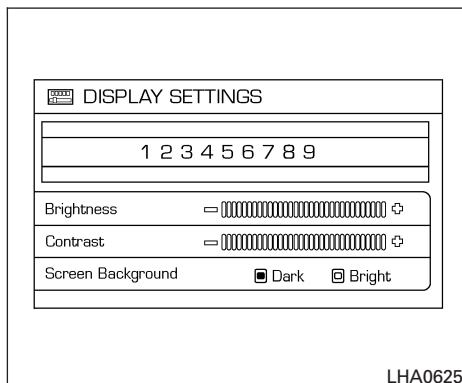 DISPLAY SETTINGS
1 2 3 4 5 6 7 8 9
Brightness
Contrast
Screen Background Dark Bright
LHA0625